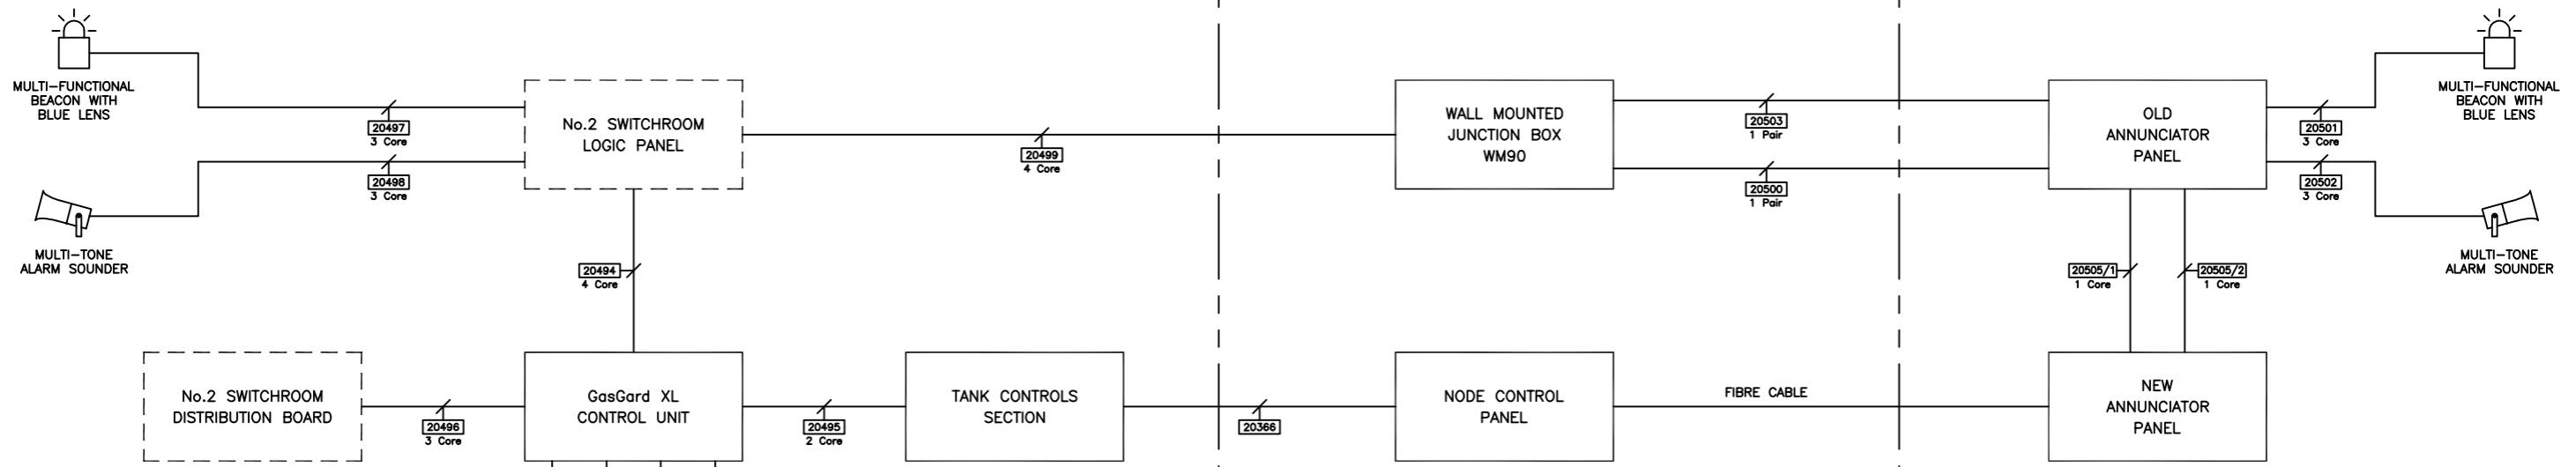 MULTI-FUNCTIONAL
BEACON WITH
BLUE LENS
20497
3 Core
20498
3 Core
MULTI-TONE
ALARM SOUNDER
No.2 SWITCHROOM
LOGIC PANEL
20499
4 Core
WALL MOUNTED
JUNCTION BOX
WM90
20503
1 Pair
20500
1 Pair
OLD
ANNUNCIATOR
PANEL
20501
3 Core
20502
3 Core
MULTI-FUNCTIONAL
BEACON WITH
BLUE LENS
MULTI-TONE
ALARM SOUNDER
20494
4 Core
20505/1
1 Core
20505/2
1 Core
No.2 SWITCHROOM
DISTRIBUTION BOARD
20496
3 Core
GasGard XL
CONTROL UNIT
20495
2 Core
TANK CONTROLS
SECTION
20366
NODE CONTROL
PANEL
FIBRE CABLE
NEW
ANNUNCIATOR
PANEL